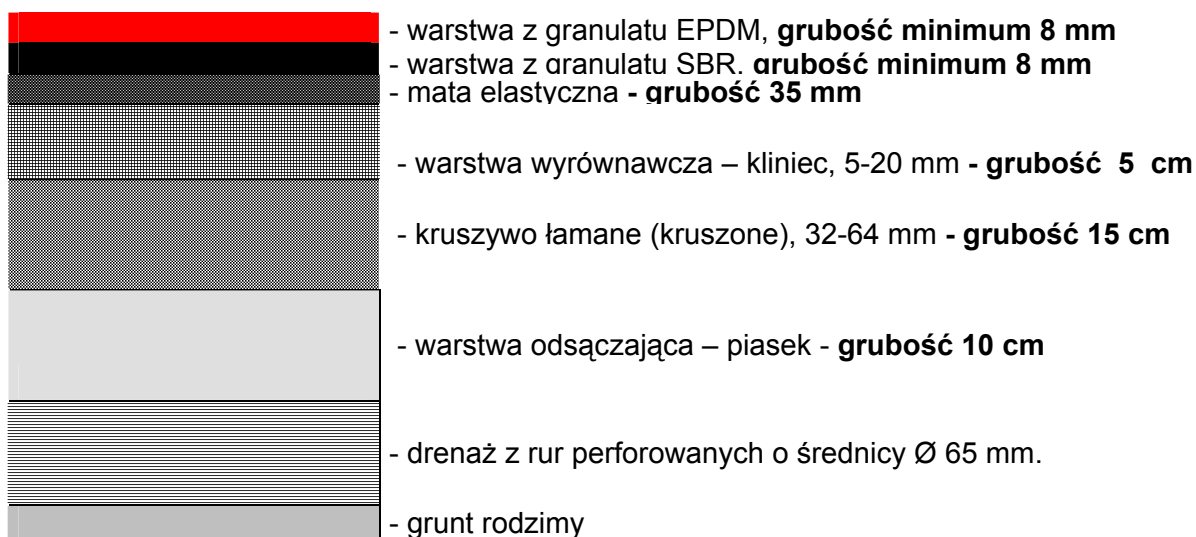 - warstwa z granulatu EPDM, grubość minimum 8 mm
- warstwa z granulatu SBR. grubość minimum 8 mm
- mata elastyczna - grubość 35 mm
- warstwa wyrównawcza – kliniec, 5-20 mm - grubość 5 cm
- kruszywo łamane (kruszone), 32-64 mm - grubość 15 cm
- warstwa odsączająca – piasek - grubość 10 cm
- drenaż z rur perforowanych o średnicy Ø 65 mm.
- grunt rodzimy